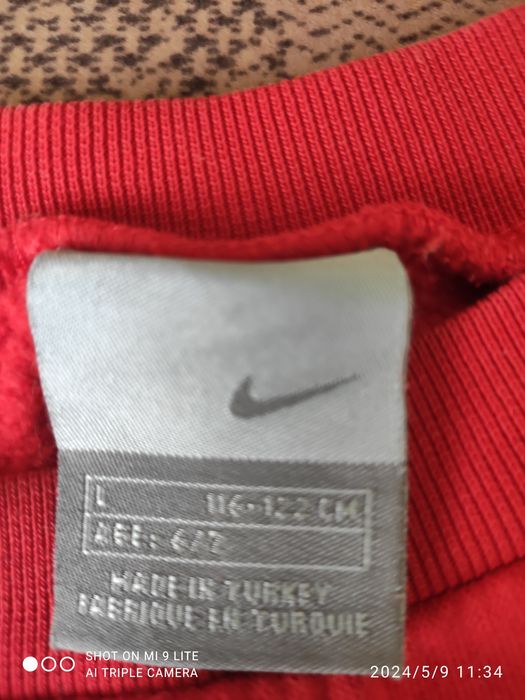 L 116-122 CM
AGE: 6/7
MADE IN TURKEY
FABRIQUE EN TURQUIE
SHOT ON MI 9 LITE
AI TRIPLE CAMERA
2024/5/9 11:34